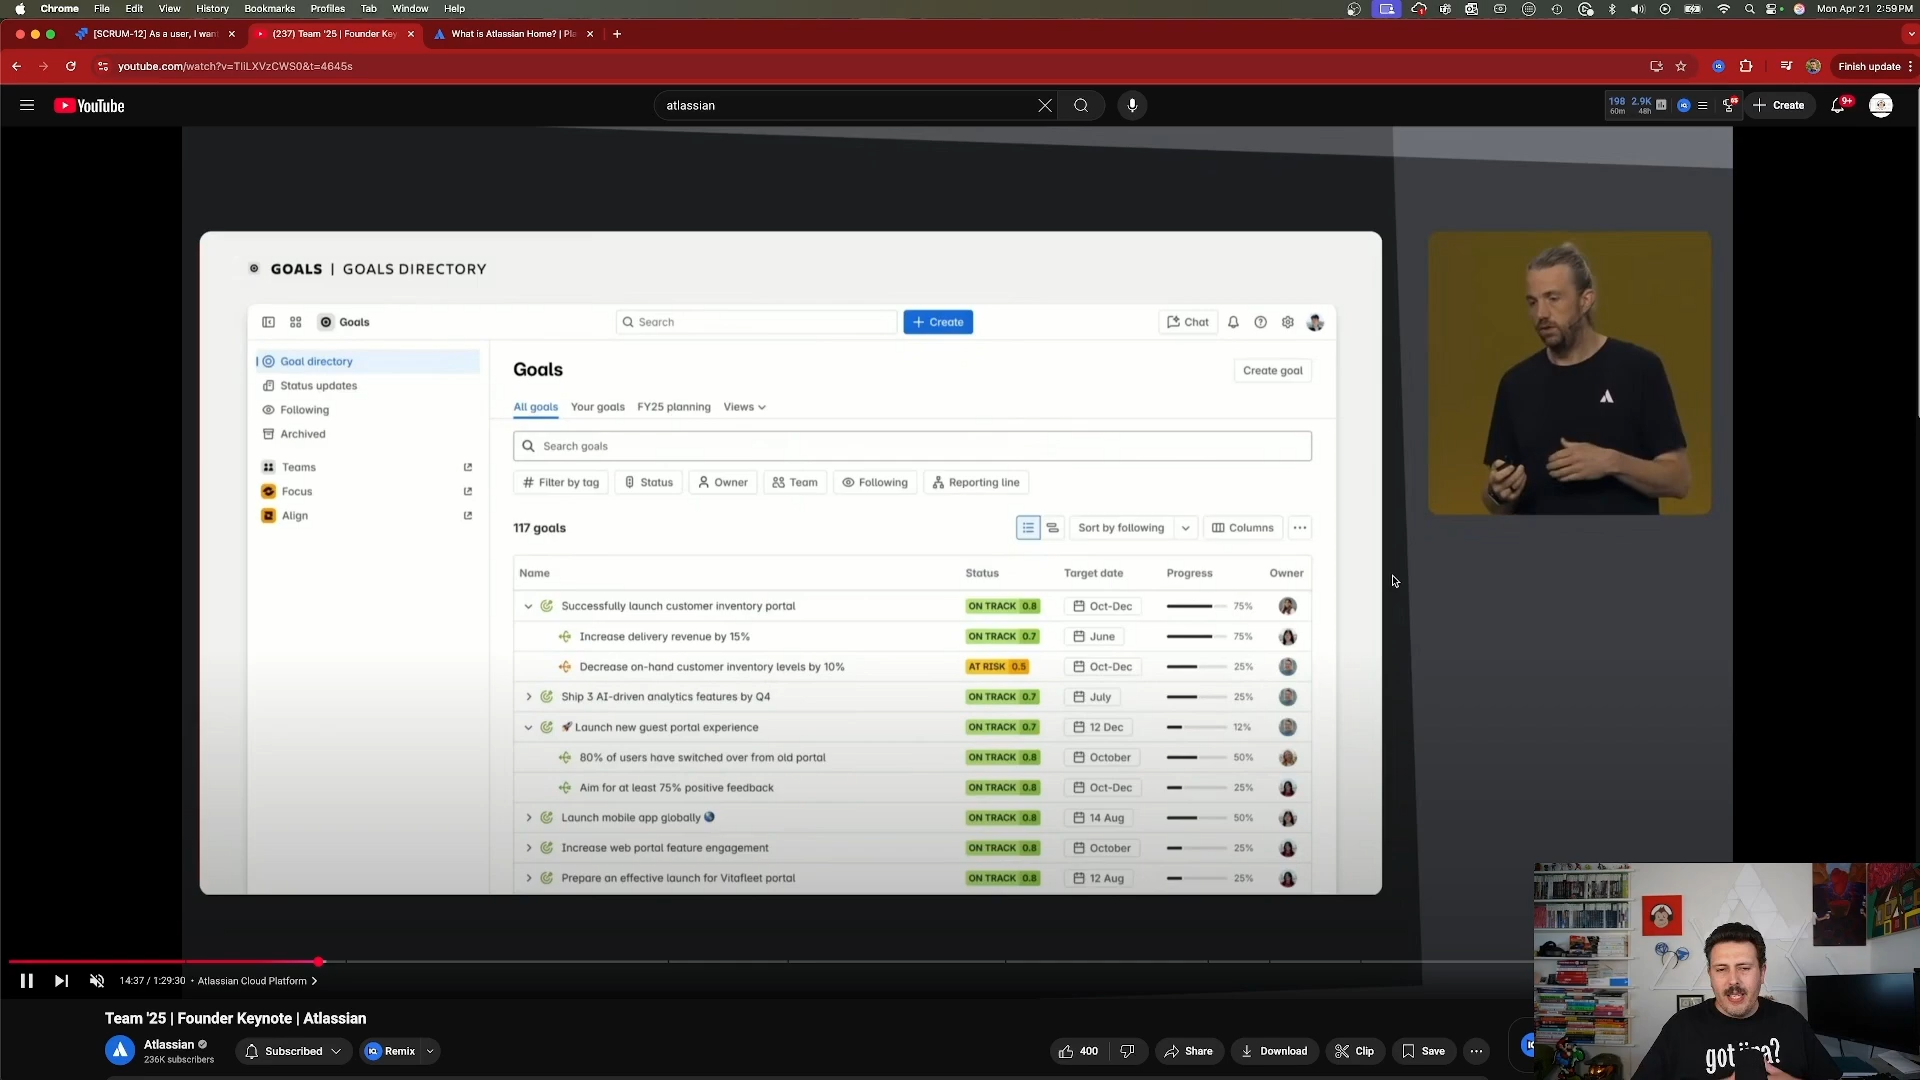 Chrome File Edit View History Bookmarks Profiles Tab Window Help
Mon Apr 21 2:59 PM
[SCRUM-12] As a user, I wan
(237) Team '25 | Founder Key
What is Atlassian Home? | Pla
youtube.com/watch?v=TliLXVzCWS0&t=4645s
Finish update
YouTube
atlassian
198 2.9K
60m 48h
Create
9+
GOALS | GOALS DIRECTORY
Goals
Search
Create
Chat
Goal directory
Status updates
Following
Archived
Teams
Focus
Align
Goals
Create goal
All goals Your goals FY25 planning Views
Search goals
Filter by tag Status Owner Team Following Reporting line
117 goals
Sort by following
Columns
Name Status Target date Progress Owner
Successfully launch customer inventory portal ON TRACK 0.8 Oct-Dec 75%
Increase delivery revenue by 15% ON TRACK 0.7 June 75%
Decrease on-hand customer inventory levels by 10% AT RISK 0.5 Oct-Dec 25%
Ship 3 AI-driven analytics features by Q4 ON TRACK 0.7 July 25%
🚀 Launch new guest portal experience ON TRACK 0.7 12 Dec 12%
80% of users have switched over from old portal ON TRACK 0.8 October 50%
Aim for at least 75% positive feedback ON TRACK 0.8 Oct-Dec 25%
Launch mobile app globally ON TRACK 0.8 14 Aug 50%
Increase web portal feature engagement ON TRACK 0.8 October 25%
Prepare an effective launch for Vitafleet portal ON TRACK 0.8 12 Aug 25%
14:37 / 1:29:30 • Atlassian Cloud Platform
Team '25 | Founder Keynote | Atlassian
Atlassian
236K subscribers
Subscribed
Remix
400
Share
Download
Clip
Save
got